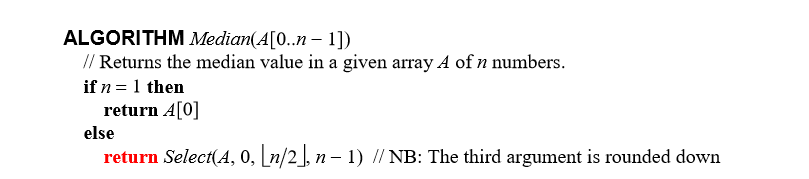 ALGORITHM Median(A[0..n – 1])
// Returns the median value in a given array A of n numbers.
if n = 1 then
return A[0]
else
return Select(A, 0, ⌊n/2⌋, n – 1) // NB: The third argument is rounded down